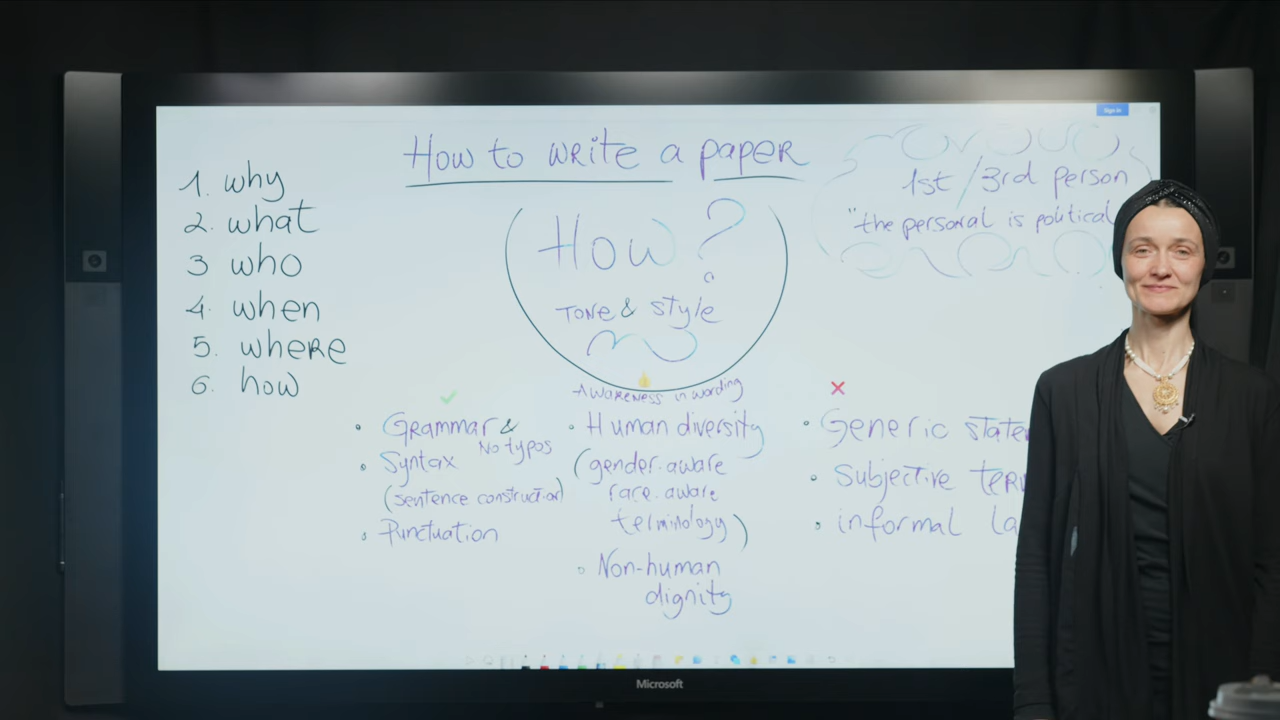 Sign in
How to write a paper
1. why
2. what
3 who
4. when
5. where
6. how
How?
Tone & style
1st/3rd person
"the personal is political
Grammar &
No typos
Syntax
(sentence construction)
Punctuation
Awareness in wording
Human diversity
(gender-aware
race-aware
terminology)
Non-human
dignity
Generic
Subjective
informal
Microsoft